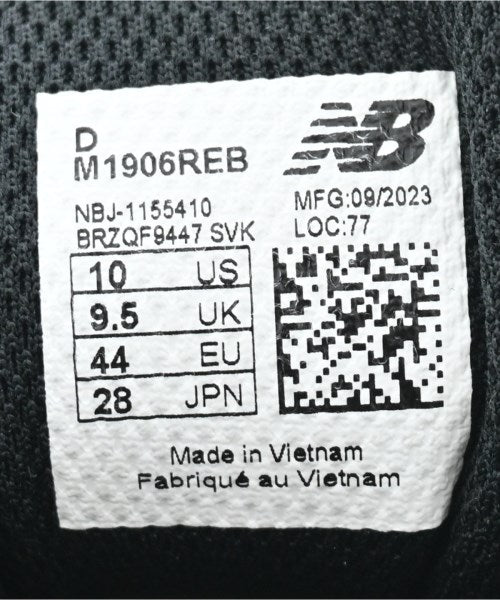 D
M1906REB
NB
NBJ-1155410
BRZQF9447 SVK
MFG:09/2023
LOC:77
10 US
9.5 UK
44 EU
28 JPN
Made in Vietnam
Fabriqué au Vietnam